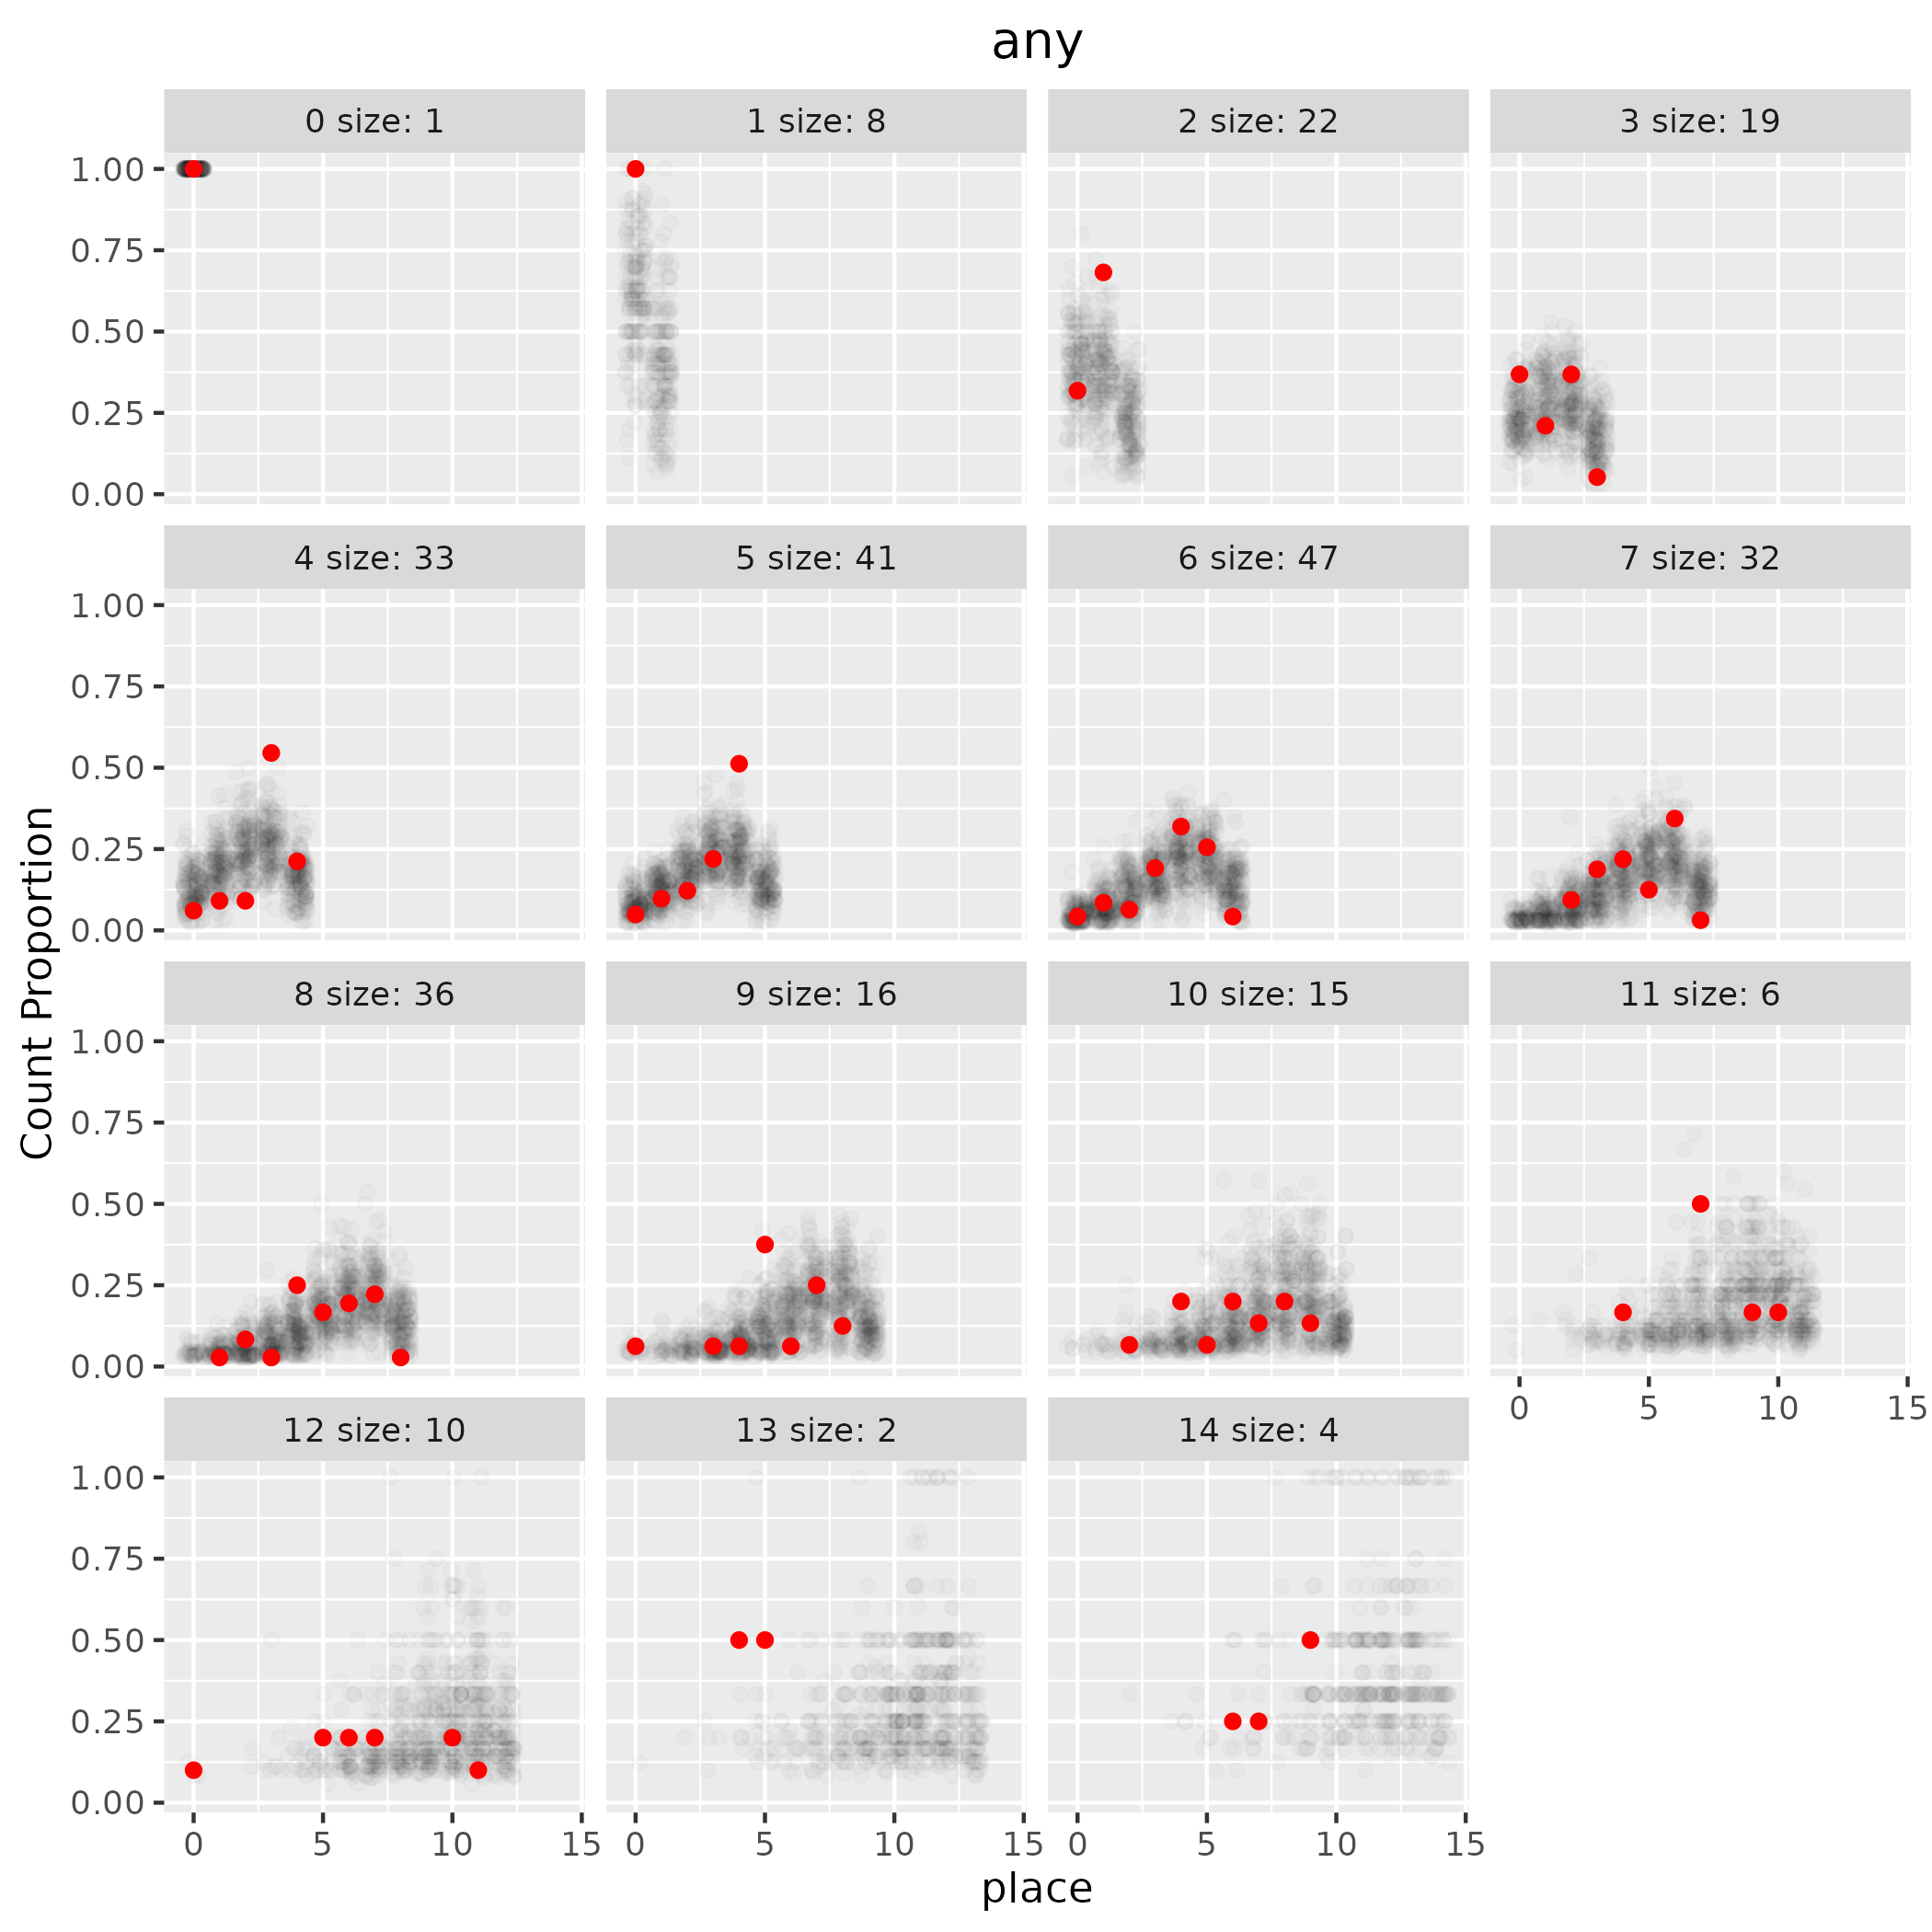 any
0 size: 1
1 size: 8
2 size: 22
3 size: 19
1.00
0.75
0.50
0.25
0.00
4 size: 33
5 size: 41
6 size: 47
7 size: 32
1.00
0.75
0.50
0.25
0.00
Count Proportion
8 size: 36
9 size: 16
10 size: 15
11 size: 6
1.00
0.75
0.50
0.25
0.00
0 5 10 15
12 size: 10
13 size: 2
14 size: 4
1.00
0.75
0.50
0.25
0.00
0 5 10 15
0 5 10 15
0 5 10 15
place